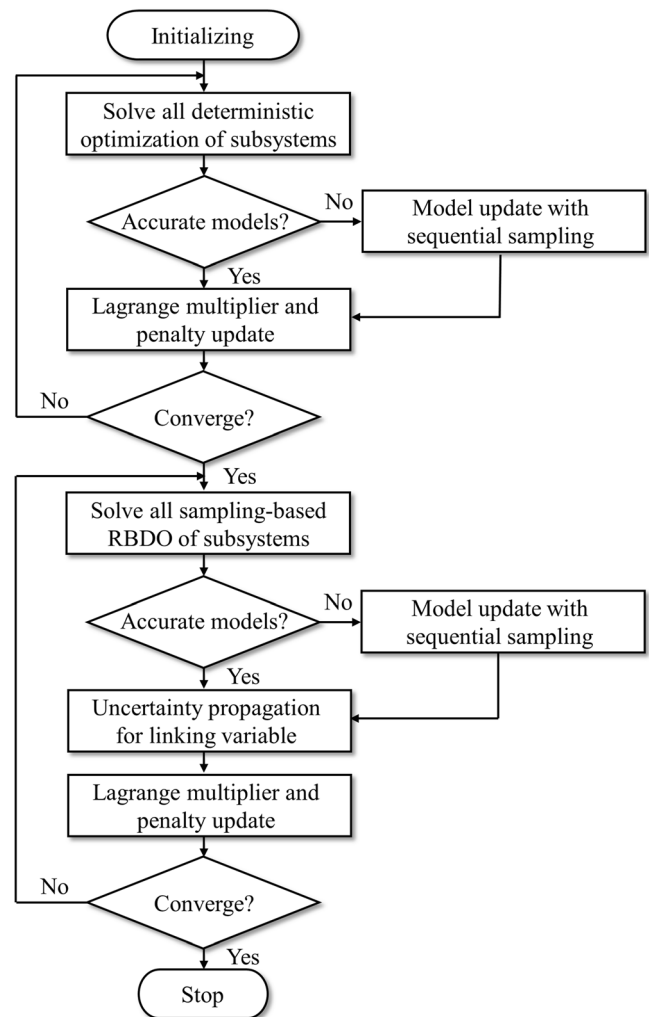 Initializing
Solve all deterministic
optimization of subsystems
Accurate models?
No
Model update with
sequential sampling
Yes
Lagrange multiplier and
penalty update
No
Converge?
Yes
Solve all sampling-based
RBDO of subsystems
Accurate models?
No
Model update with
sequential sampling
Yes
Uncertainty propagation
for linking variable
Lagrange multiplier and
penalty update
No
Converge?
Yes
Stop